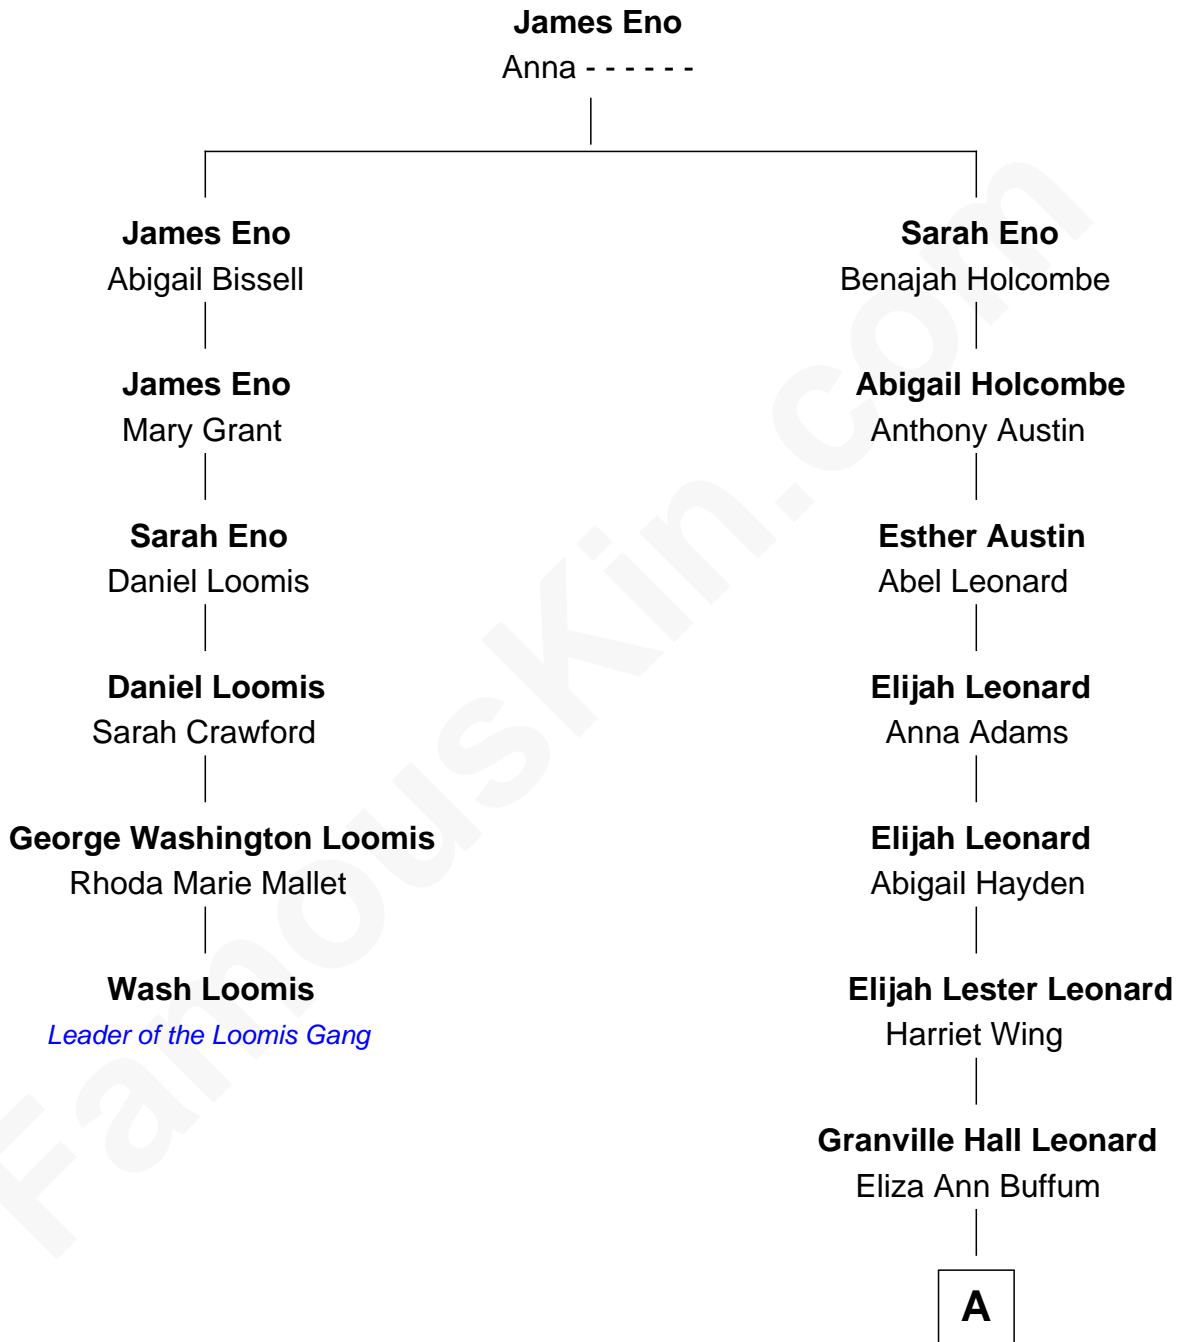 James Eno
Anna - - - - - -
James Eno
Abigail Bissell
Sarah Eno
Benajah Holcombe
James Eno
Mary Grant
Abigail Holcombe
Anthony Austin
Sarah Eno
Daniel Loomis
Esther Austin
Abel Leonard
Daniel Loomis
Sarah Crawford
Elijah Leonard
Anna Adams
George Washington Loomis
Rhoda Marie Mallet
Elijah Leonard
Abigail Hayden
Wash Loomis
Leader of the Loomis Gang
Elijah Lester Leonard
Harriet Wing
Granville Hall Leonard
Eliza Ann Buffum
A
FamousKin.com